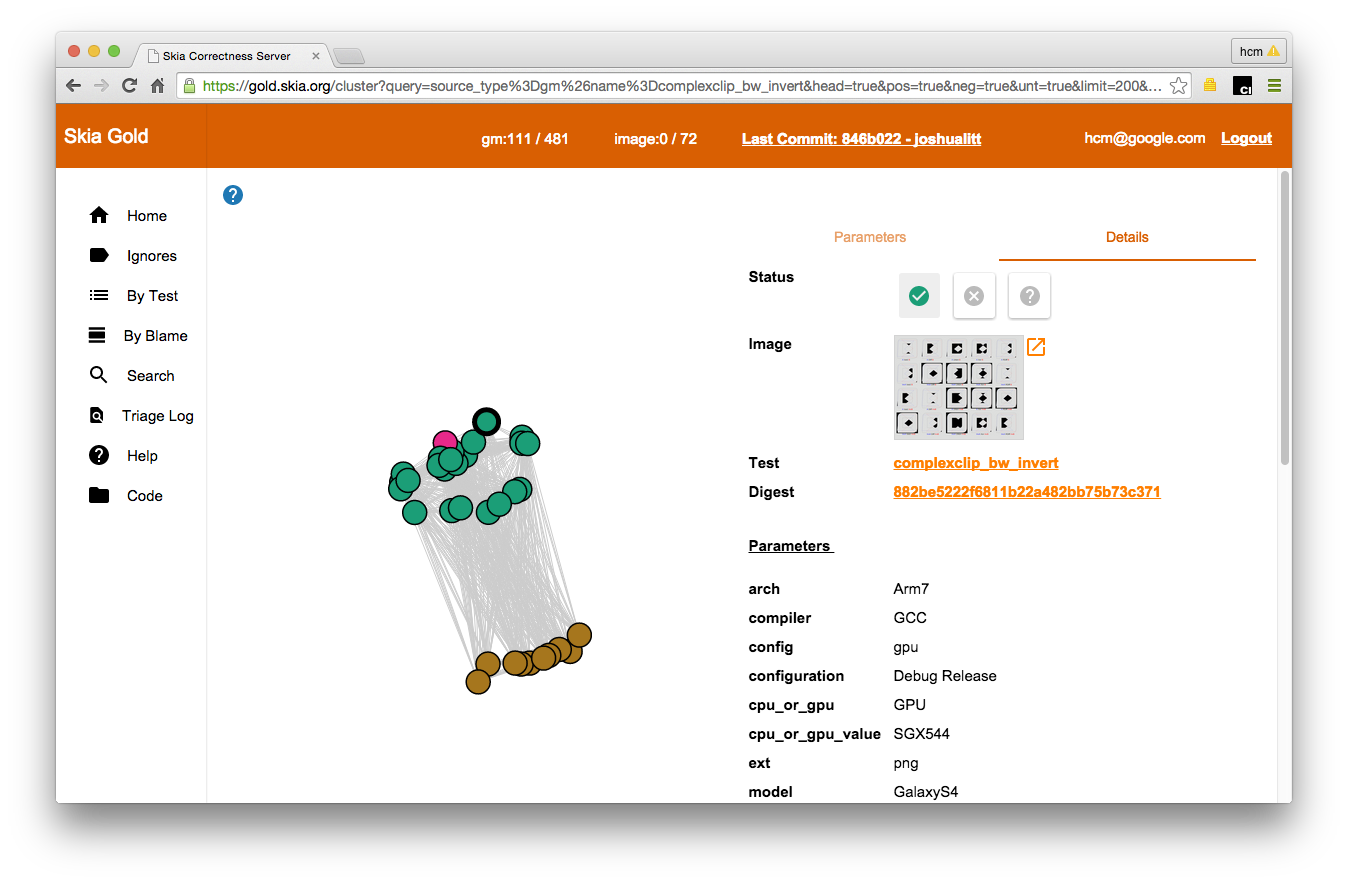 Skia Correctness Server
hcm
https://gold.skia.org/cluster?query=source_type%3Dgm%26name%3Dcomplexclip_bw_invert&head=true&pos=true&neg=true&unt=true&limit=200&...
Skia Gold
gm:111 / 481
image:0 / 72
Last Commit: 846b022 - joshualitt
hcm@google.com
Logout
Home
Ignores
By Test
By Blame
Search
Triage Log
Help
Code
Parameters
Details
Status
Image
Test complexclip_bw_invert
Digest 882be5222f6811b22a482bb75b73c371
Parameters
arch Arm7
compiler GCC
config gpu
configuration Debug Release
cpu_or_gpu GPU
cpu_or_gpu_value SGX544
ext png
model GalaxyS4